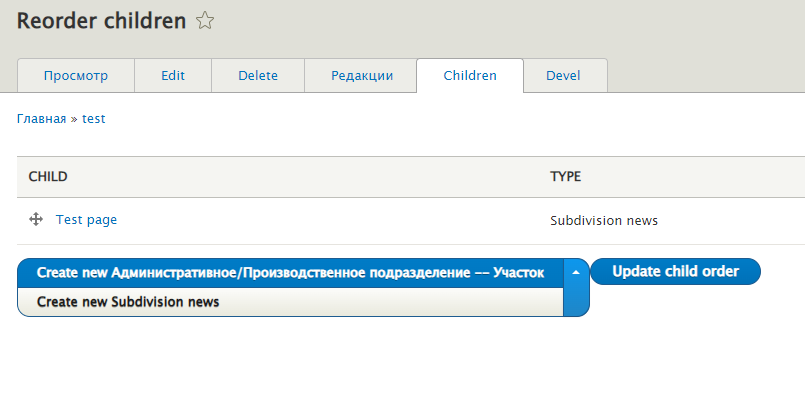 Reorder children
Просмотр Edit Delete Редакции Children Devel
Главная » test
CHILD TYPE
Test page Subdivision news
Create new Административное/Производственное подразделение -- Участок Update child order
Create new Subdivision news